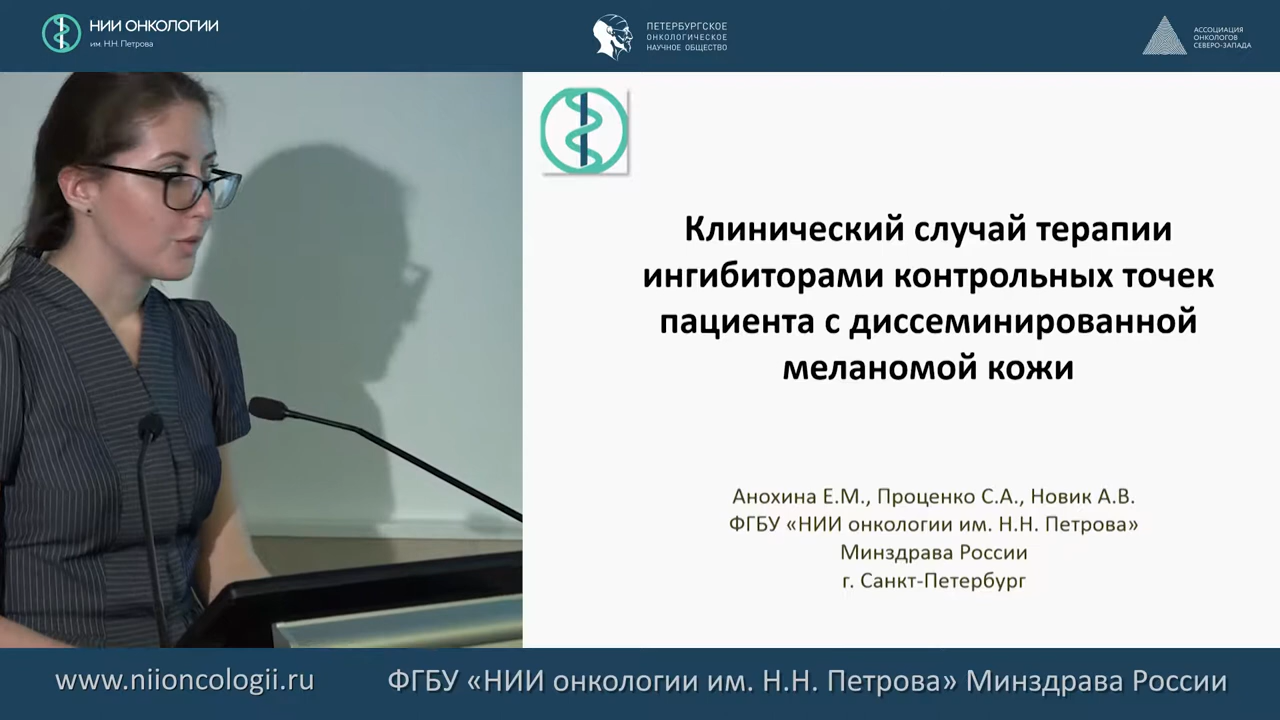 НИИ ОНКОЛОГИИ
им. Н.Н. Петрова
ПЕТЕРБУРГСКОЕ
ОНКОЛОГИЧЕСКОЕ
НАУЧНОЕ ОБЩЕСТВО
АССОЦИАЦИЯ
ОНКОЛОГОВ
СЕВЕРО-ЗАПАДА
Клинический случай терапии
ингибиторами контрольных точек
пациента с диссеминированной
меланомой кожи
Анохина Е.М., Проценко С.А., Новик А.В.
ФГБУ «НИИ онкологии им. Н.Н. Петрова»
Минздрава России
г. Санкт-Петербург
www.niioncologii.ru
ФГБУ «НИИ онкологии им. Н.Н. Петрова» Минздрава России